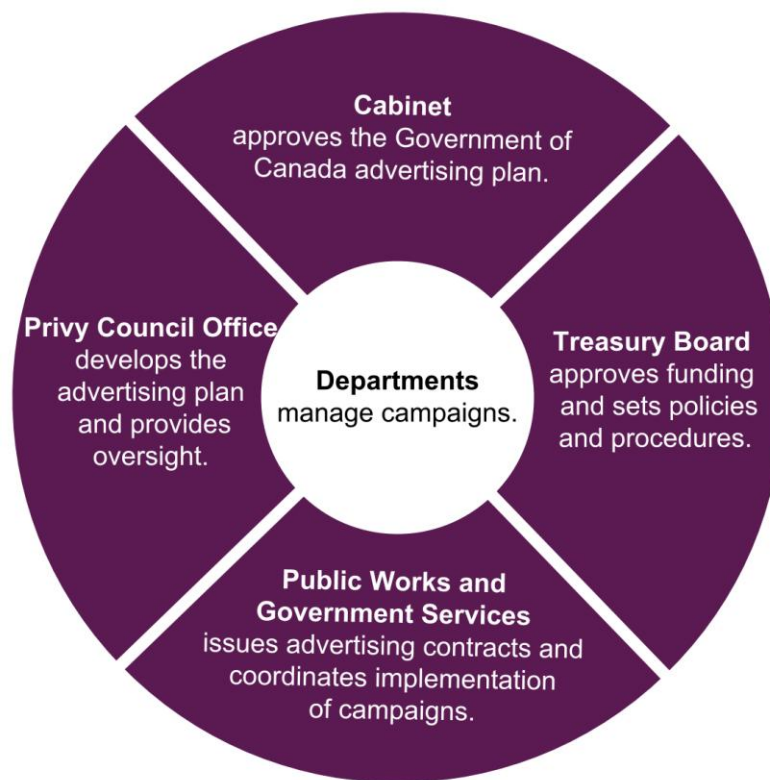 Cabinet
approves the Government of
Canada advertising plan.
Privy Council Office
develops the
advertising plan
and provides
oversight.
Departments
manage campaigns.
Treasury Board
approves funding
and sets policies
and procedures.
Public Works and
Government Services
issues advertising contracts and
coordinates implementation
of campaigns.